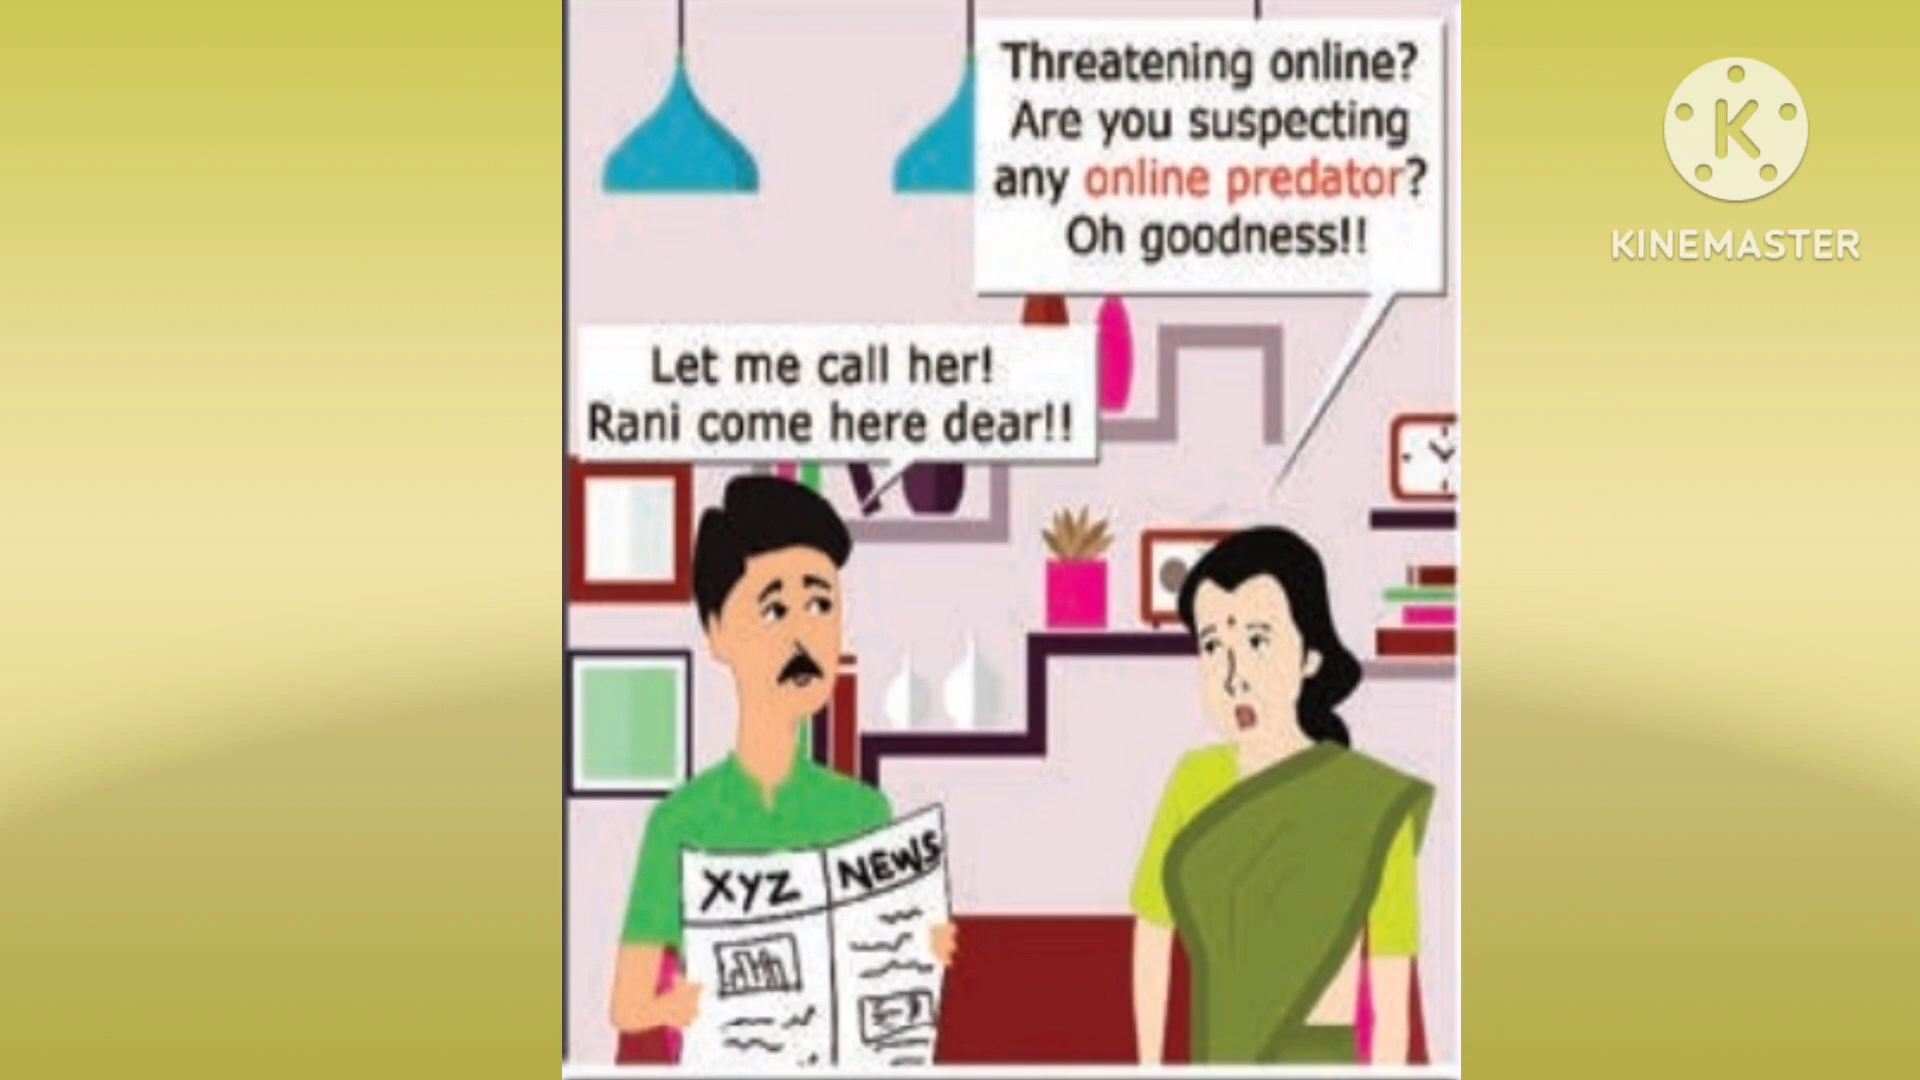 Threatening online?
Are you suspecting
any online predator?
Oh goodness!!
Let me call her!
Rani come here dear!!
XYZ NEWS
K
KINEMASTER